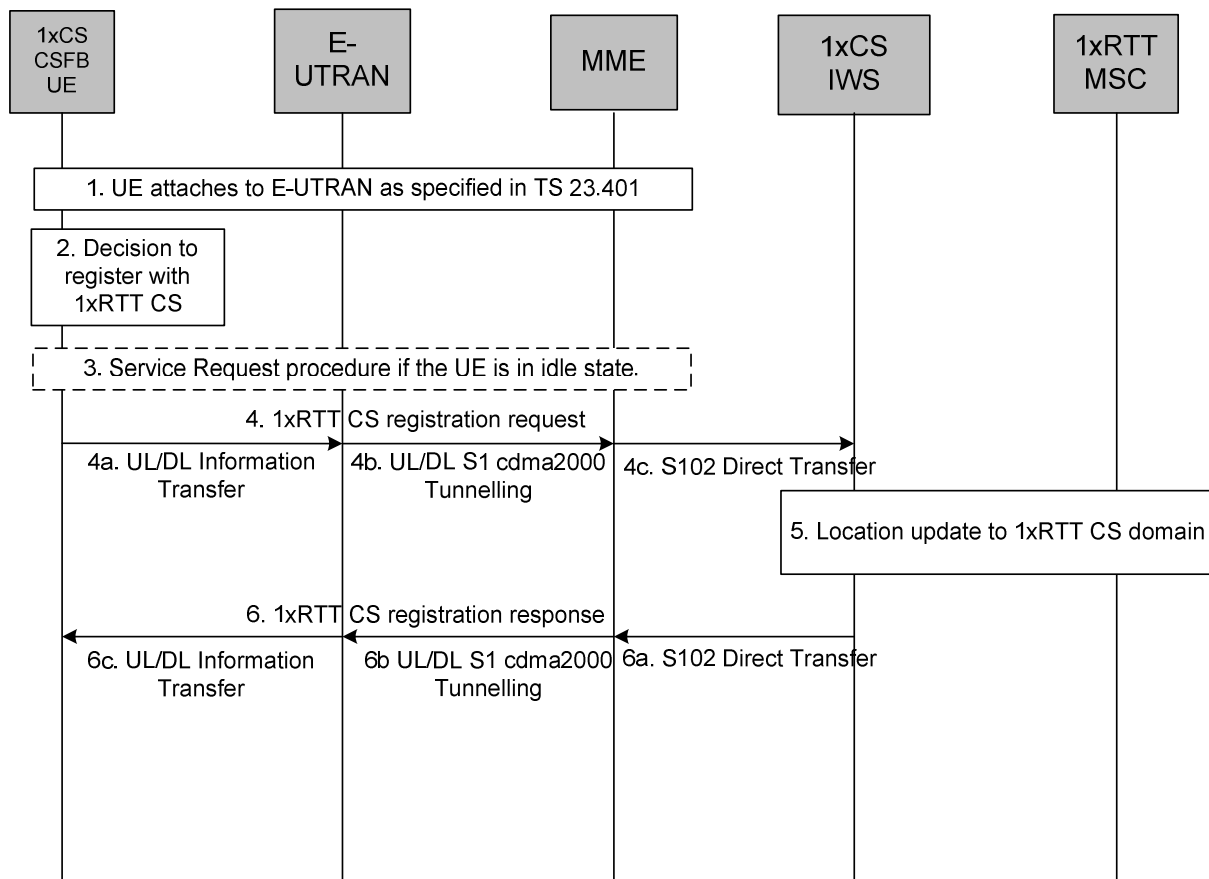 1xCS
CSFB
UE
E-
UTRAN
MME
1xCS
IWS
1xRTT
MSC
1. UE attaches to E-UTRAN as specified in TS 23.401
2. Decision to
register with
1xRTT CS
3. Service Request procedure if the UE is in idle state.
4. 1xRTT CS registration request
4a. UL/DL Information
Transfer
4b. UL/DL S1 cdma2000
Tunnelling
4c. S102 Direct Transfer
5. Location update to 1xRTT CS domain
6. 1xRTT CS registration response
6c. UL/DL Information
Transfer
6b UL/DL S1 cdma2000
Tunnelling
6a. S102 Direct Transfer